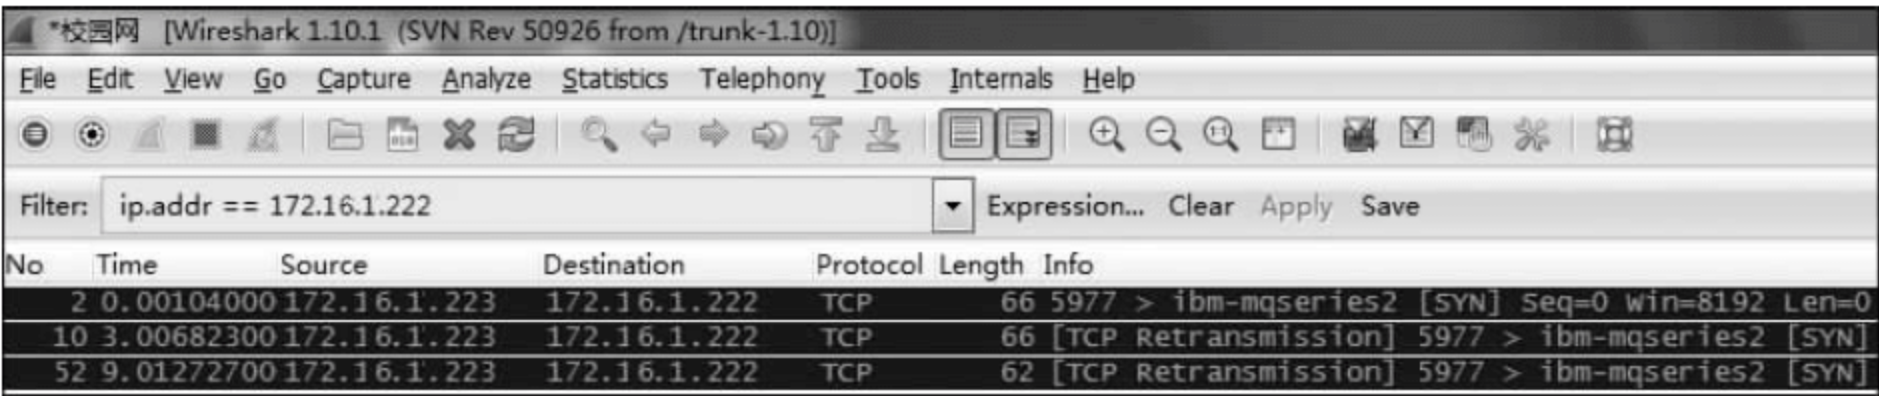 *校园网 [Wireshark 1.10.1 (SVN Rev 50926 from /trunk-1.10)]
File Edit View Go Capture Analyze Statistics Telephony Tools Internals Help
Filter: ip.addr == 172.16.1.222 Expression... Clear Apply Save
No Time Source Destination Protocol Length Info
2 0.00104000 172.16.1.223 172.16.1.222 TCP 66 5977 > ibm-mqseries2 [SYN] Seq=0 Win=8192 Len=0
10 3.00682300 172.16.1.223 172.16.1.222 TCP 66 [TCP Retransmission] 5977 > ibm-mqseries2 [SYN]
52 9.01272700 172.16.1.223 172.16.1.222 TCP 62 [TCP Retransmission] 5977 > ibm-mqseries2 [SYN]